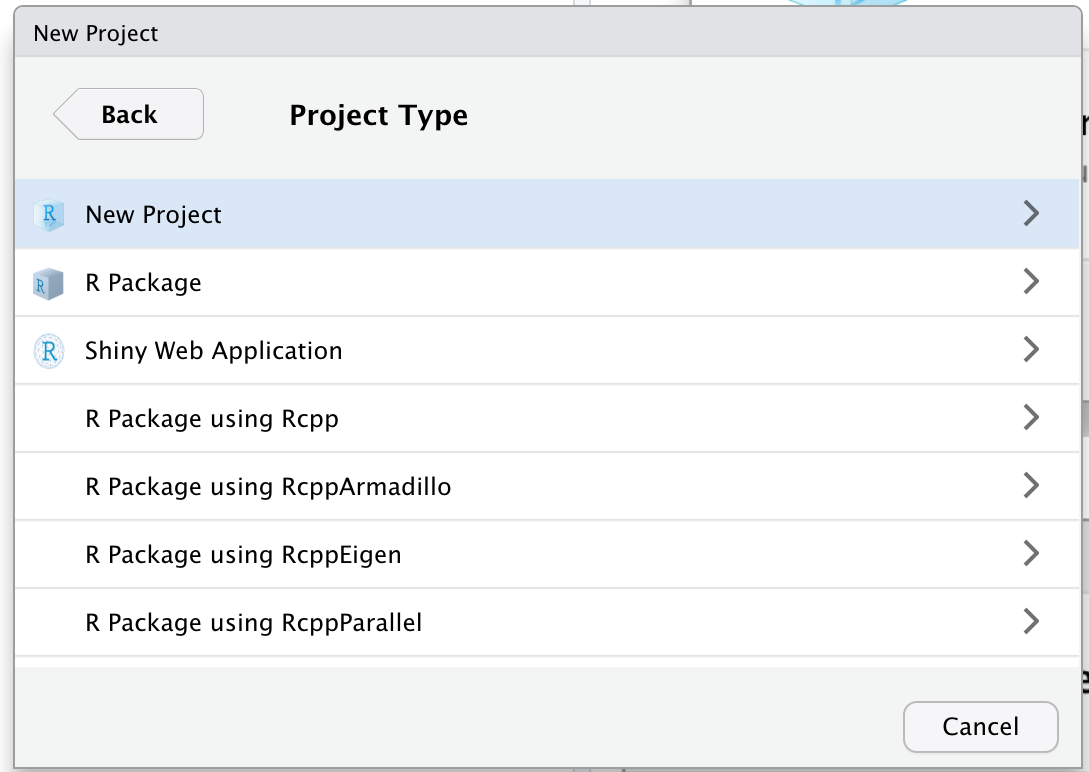 New Project
Back
Project Type
New Project
R Package
Shiny Web Application
R Package using Rcpp
R Package using RcppArmadillo
R Package using RcppEigen
R Package using RcppParallel
Cancel